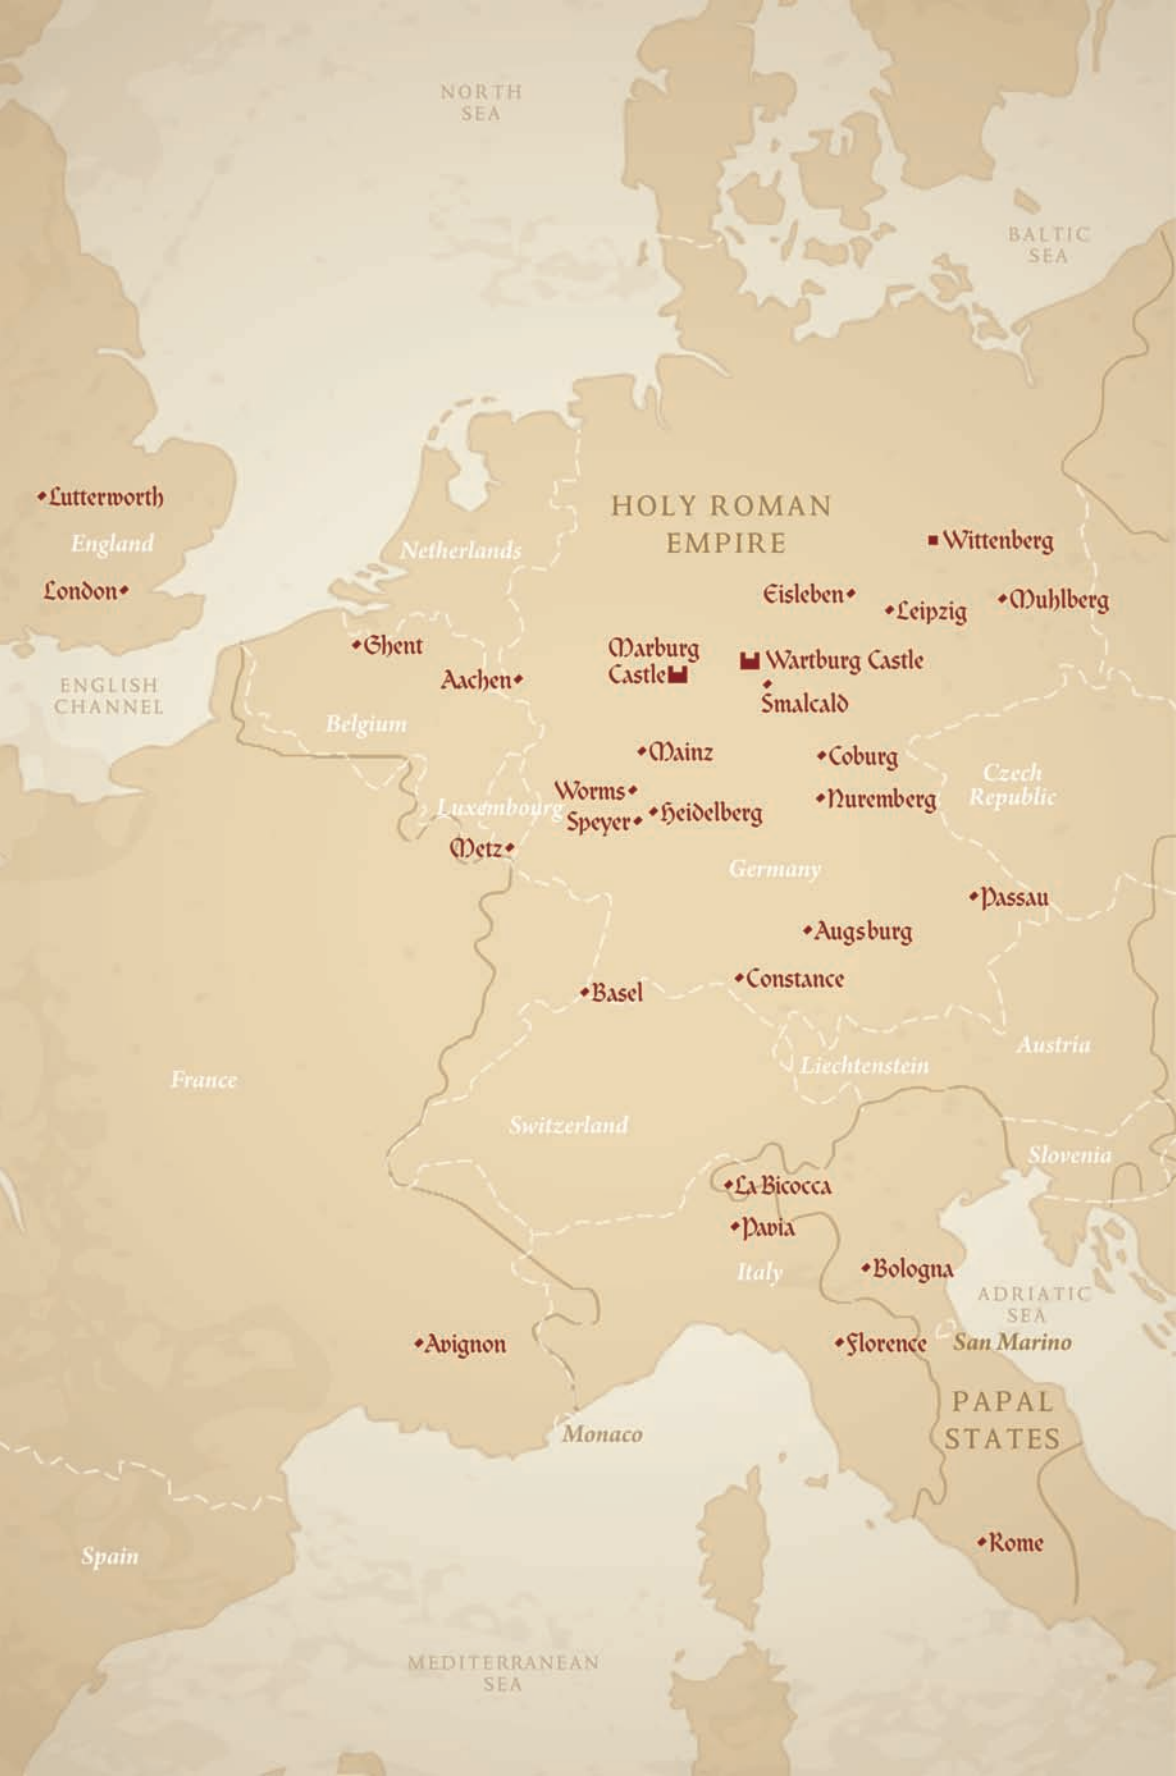 NORTH
SEA
BALTIC
SEA
Lutterworth
England
London
HOLY ROMAN
EMPIRE
Netherlands
Wittenberg
Eisleben
Leipzig
Muhlberg
Ghent
Aachen
Marburg
Castle
Wartburg Castle
Smalcald
ENGLISH
CHANNEL
Belgium
Mainz
Coburg
Czech
Republic
Worms
Nuremberg
Luxembourg
Speyer
Heidelberg
Metz
Germany
Passau
Augsburg
Constance
Basel
Austria
Liechtenstein
France
Switzerland
Slovenia
La Bicocca
Pavia
Italy
Bologna
ADRIATIC
SEA
Avignon
Florence
San Marino
PAPAL
STATES
Monaco
Rome
Spain
MEDITERRANEAN
SEA